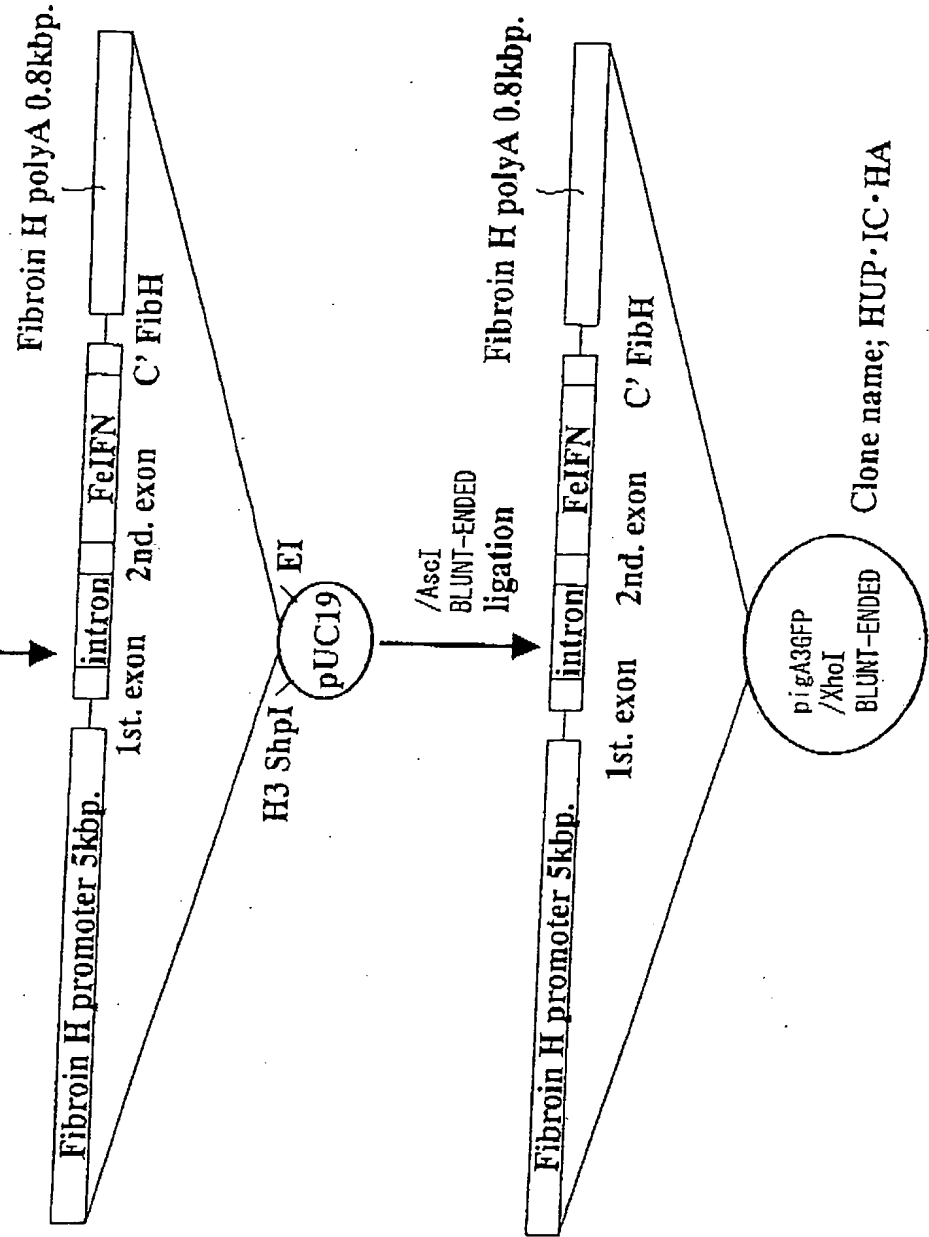 Fibroin H polyA 0.8kbp.
Fibroin H promoter 5kbp.
intron
FeIFN
1st. exon
2nd. exon
C' FibH
H3 ShpI
EI
pUC19
/AscI
BLUNT-ENDED
ligation
Fibroin H polyA 0.8kbp.
Fibroin H promoter 5kbp.
intron
FeIFN
1st. exon
2nd. exon
C' FibH
pigA3GFP
/XhoI
BLUNT-ENDED
Clone name; HUP·IC·HA